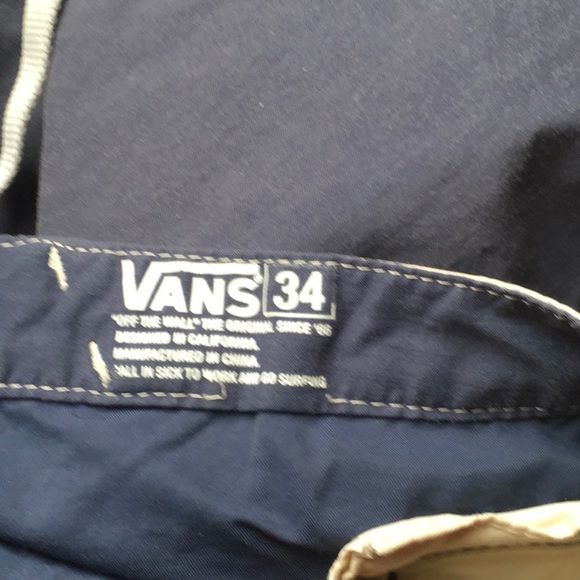 VANS 34
"OFF THE WALL" THE ORIGINAL SINCE '66
DESIGNED IN CALIFORNIA.
MANUFACTURED IN CHINA.
*CALL IN SICK TO WORK AND GO SURFING